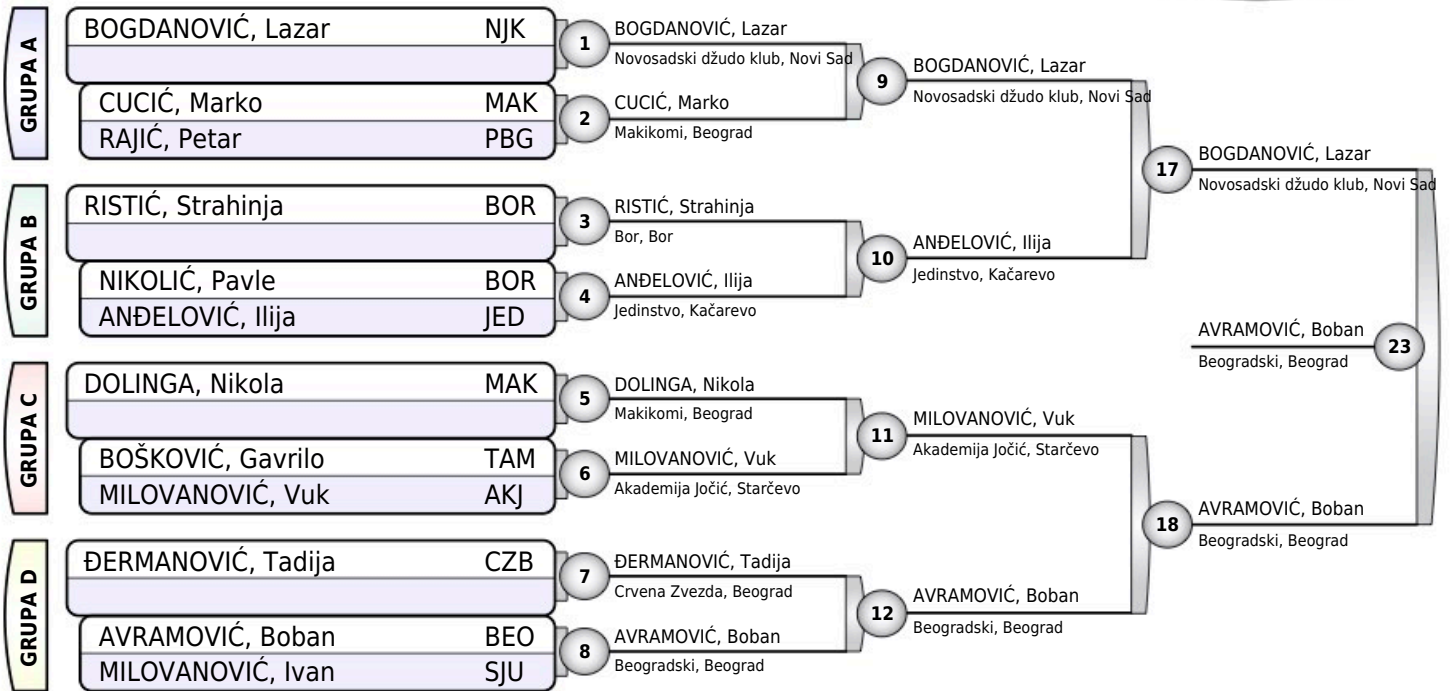 GRUPA A
BOGDANOVIĆ, Lazar NJK
CUCIĆ, Marko MAK
RAJIĆ, Petar PBG
GRUPA B
RISTIĆ, Strahinja BOR
NIKOLIĆ, Pavle BOR
ANĐELOVIĆ, Ilija JED
GRUPA C
DOLINGA, Nikola MAK
BOŠKOVIĆ, Gavrilo TAM
MILOVANOVIĆ, Vuk AKJ
GRUPA D
ĐERMANOVIĆ, Tadija CZB
AVRAMOVIĆ, Boban BEO
MILOVANOVIĆ, Ivan SJU
1
BOGDANOVIĆ, Lazar
Novosadski džudo klub, Novi Sad
2
CUCIĆ, Marko
Makikomi, Beograd
3
RISTIĆ, Strahinja
Bor, Bor
4
ANĐELOVIĆ, Ilija
Jedinstvo, Kačarevo
5
DOLINGA, Nikola
Makikomi, Beograd
6
MILOVANOVIĆ, Vuk
Akademija Jočić, Starčevo
7
ĐERMANOVIĆ, Tadija
Crvena Zvezda, Beograd
8
AVRAMOVIĆ, Boban
Beogradski, Beograd
9
BOGDANOVIĆ, Lazar
Novosadski džudo klub, Novi Sad
10
ANĐELOVIĆ, Ilija
Jedinstvo, Kačarevo
11
MILOVANOVIĆ, Vuk
Akademija Jočić, Starčevo
12
AVRAMOVIĆ, Boban
Beogradski, Beograd
17
BOGDANOVIĆ, Lazar
Novosadski džudo klub, Novi Sad
18
AVRAMOVIĆ, Boban
Beogradski, Beograd
AVRAMOVIĆ, Boban
Beogradski, Beograd
23